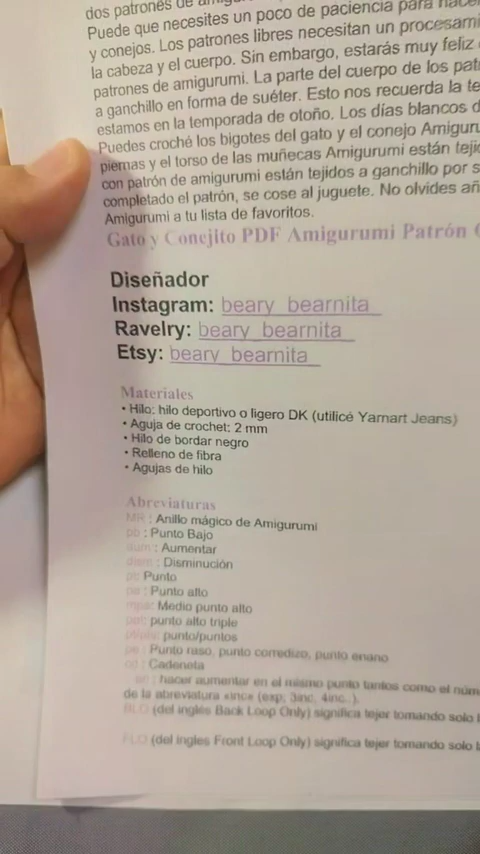 dos patrones de
Puede que necesites un poco de paciencia para
y conejos. Los patrones libres necesitan un
la cabeza y el cuerpo. Sin embargo, estarás muy feliz
patrones de amigurumi. La parte del cuerpo de los
a ganchillo en forma de suéter. Esto nos recuerda la
estamos en la temporada de otoño. Los días blancos
Puedes croché los bigotes del gato y el conejo
piernas y el torso de las muñecas Amigurumi están
con patrón de amigurumi están tejidos a ganchillo por
completado el patrón, se cose al juguete. No olvides
Amigurumi a tu lista de favoritos.
Gato y Conejito PDF Amigurumi Patrón
Diseñador
Instagram: beary_bearnita
Ravelry: beary_bearnita
Etsy: beary_bearnita
Materiales
• Hilo: hilo deportivo o ligero DK (utilicé Yarnart Jeans)
• Aguja de crochet: 2 mm
• Hilo de bordar negro
• Relleno de fibra
• Agujas de hilo
Abreviaturas
MR : Anillo mágico de Amigurumi
pb : Punto Bajo
aum : Aumentar
dism : Disminución
pt: Punto
pa : Punto alto
mpa: Medio punto alto
punto alto triple
punto/puntos
pe : Punto raso, punto corredizo, punto enano
cd : Cadeneta
: hacer aumentar en el mismo punto tantos como el
de la abreviatura «inc» (exp; 3inc, 4inc..).
BLO (del inglés Back Loop Only) significa tejer tomando solo
FLO (del ingles Front Loop Only) significa tejer tomando solo